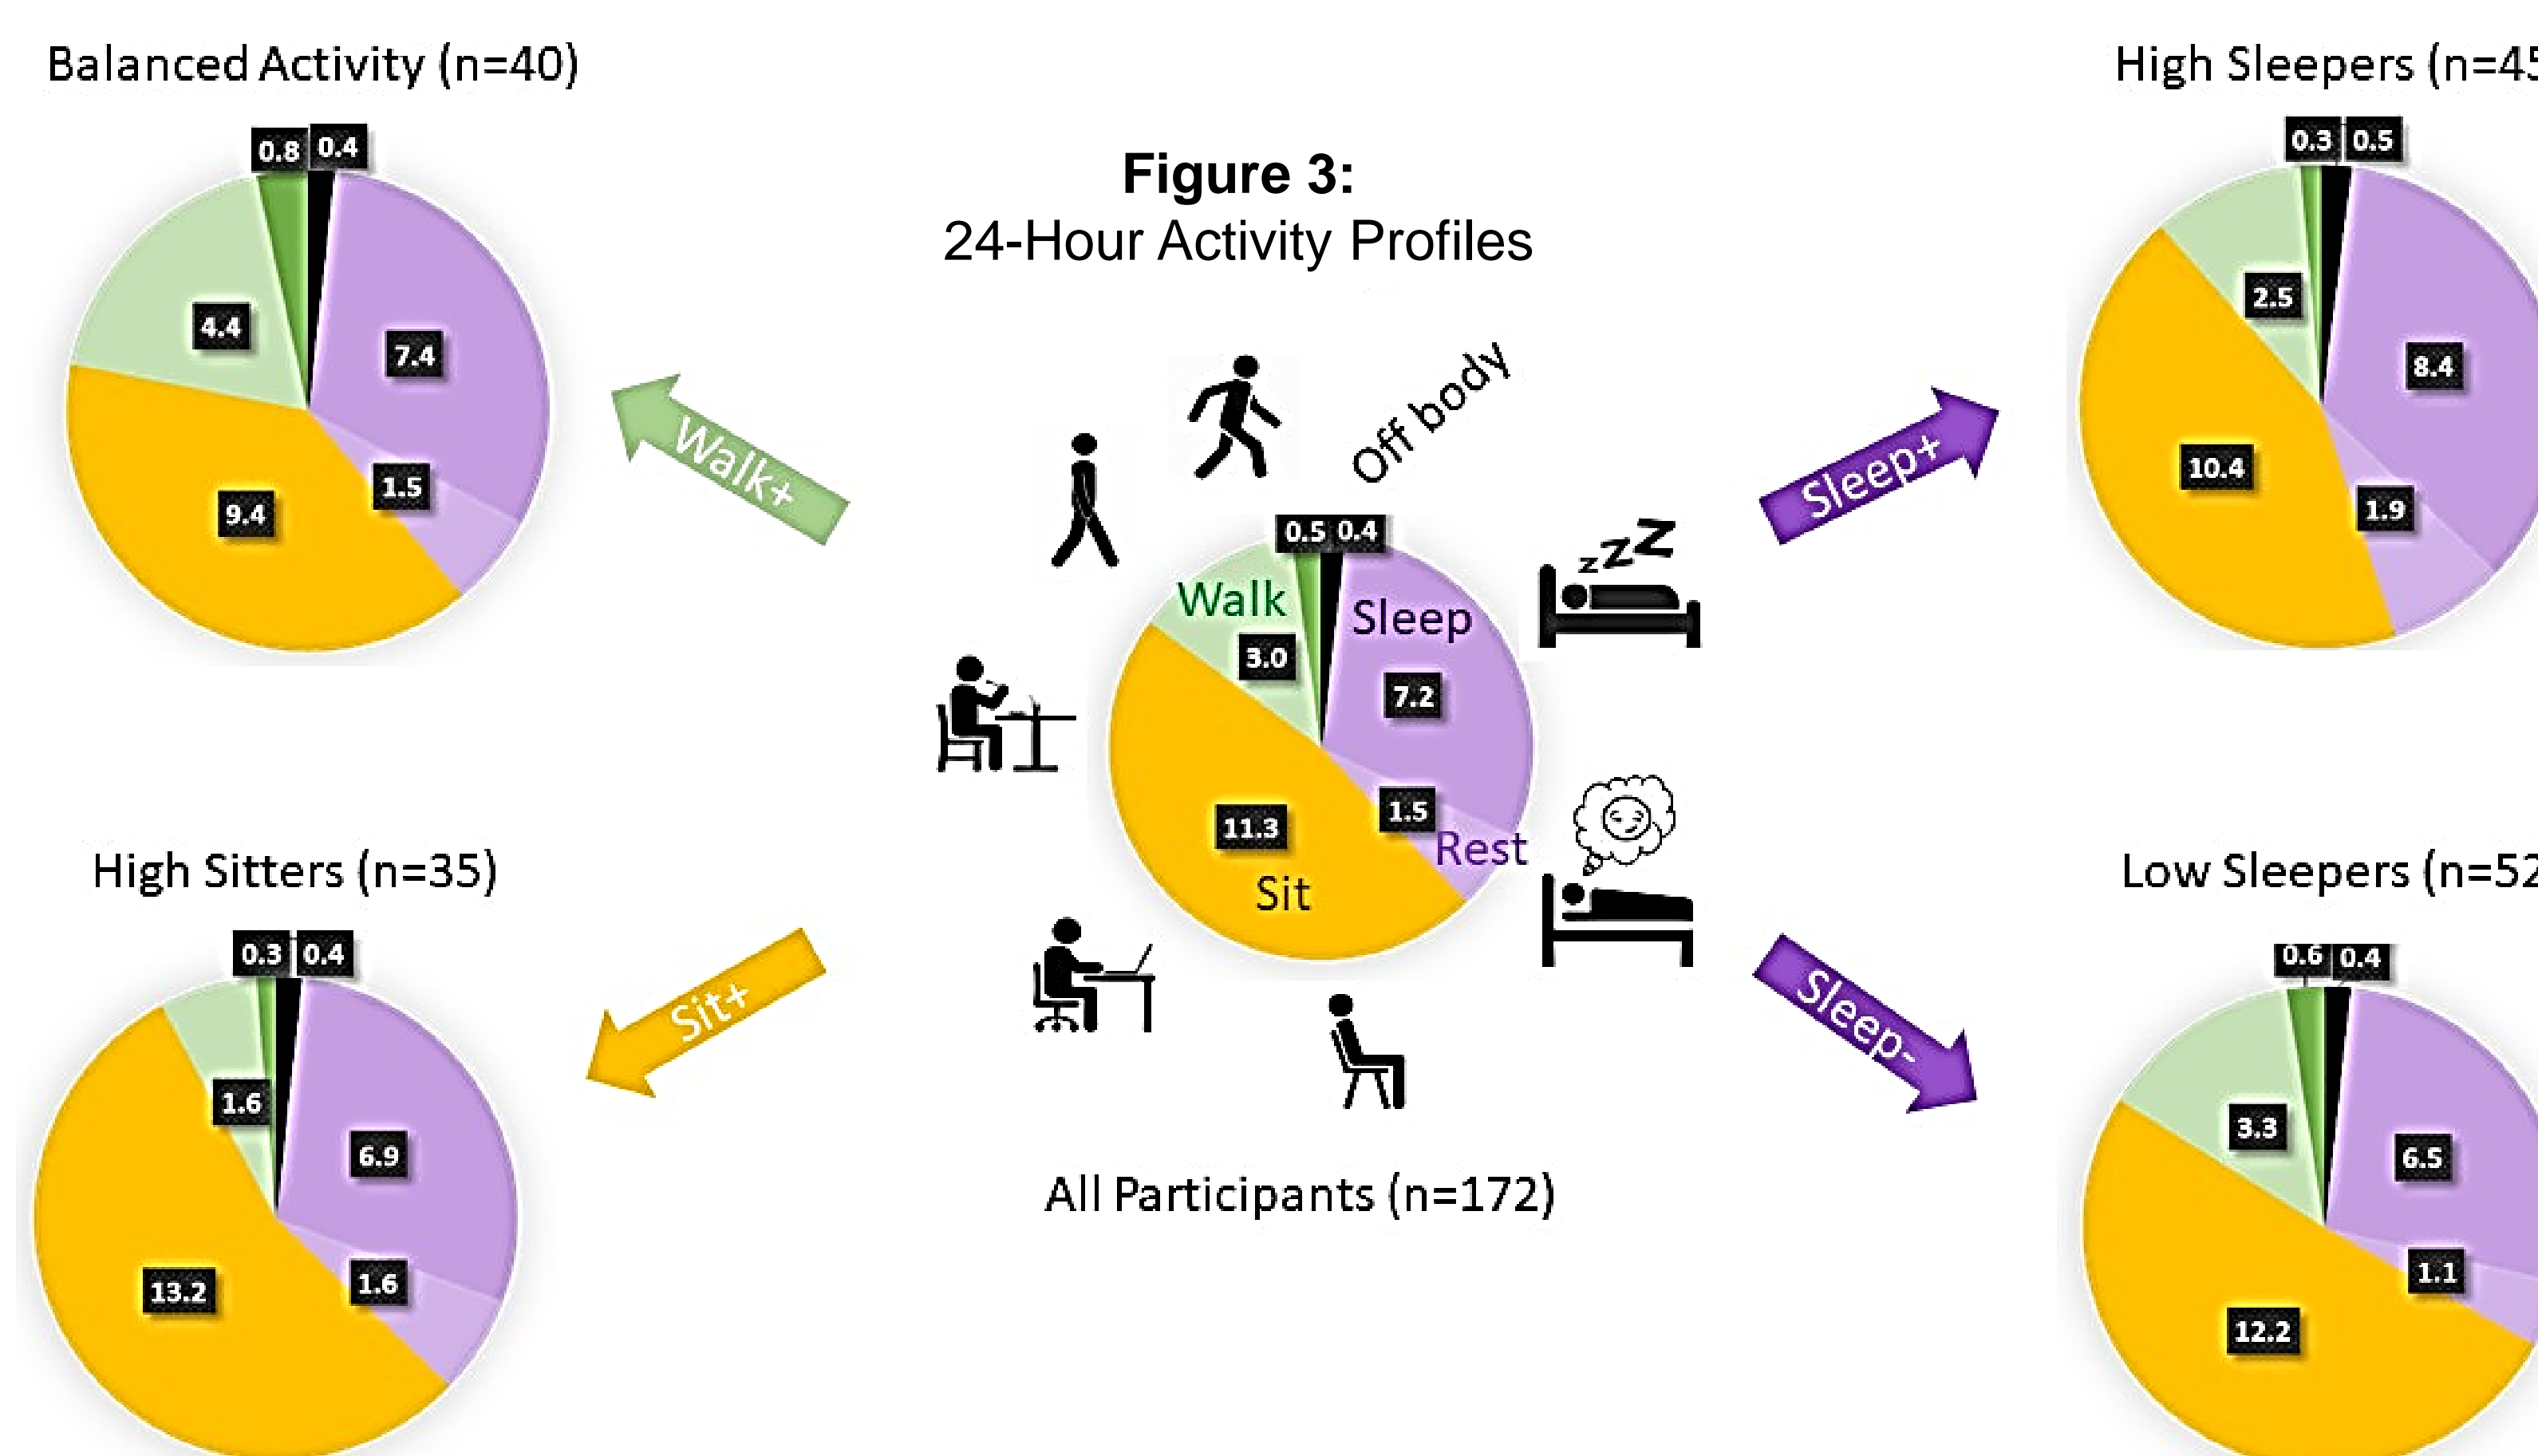 Balanced Activity (n=40)
0.8 0.4
4.4
7.4
1.5
9.4
Figure 3:
24-Hour Activity Profiles
High Sleepers (n=45
0.3 0.5
2.5
8.4
10.4
1.9
Walk+
Off body
Sleep+
zZZ
0.5 0.4
Walk
Sleep
3.0
7.2
1.5
11.3
Rest
Sit
High Sitters (n=35)
0.3 0.4
1.6
6.9
1.6
13.2
Sit+
Sleep-
All Participants (n=172)
Low Sleepers (n=52
0.6 0.4
3.3
6.5
1.1
12.2